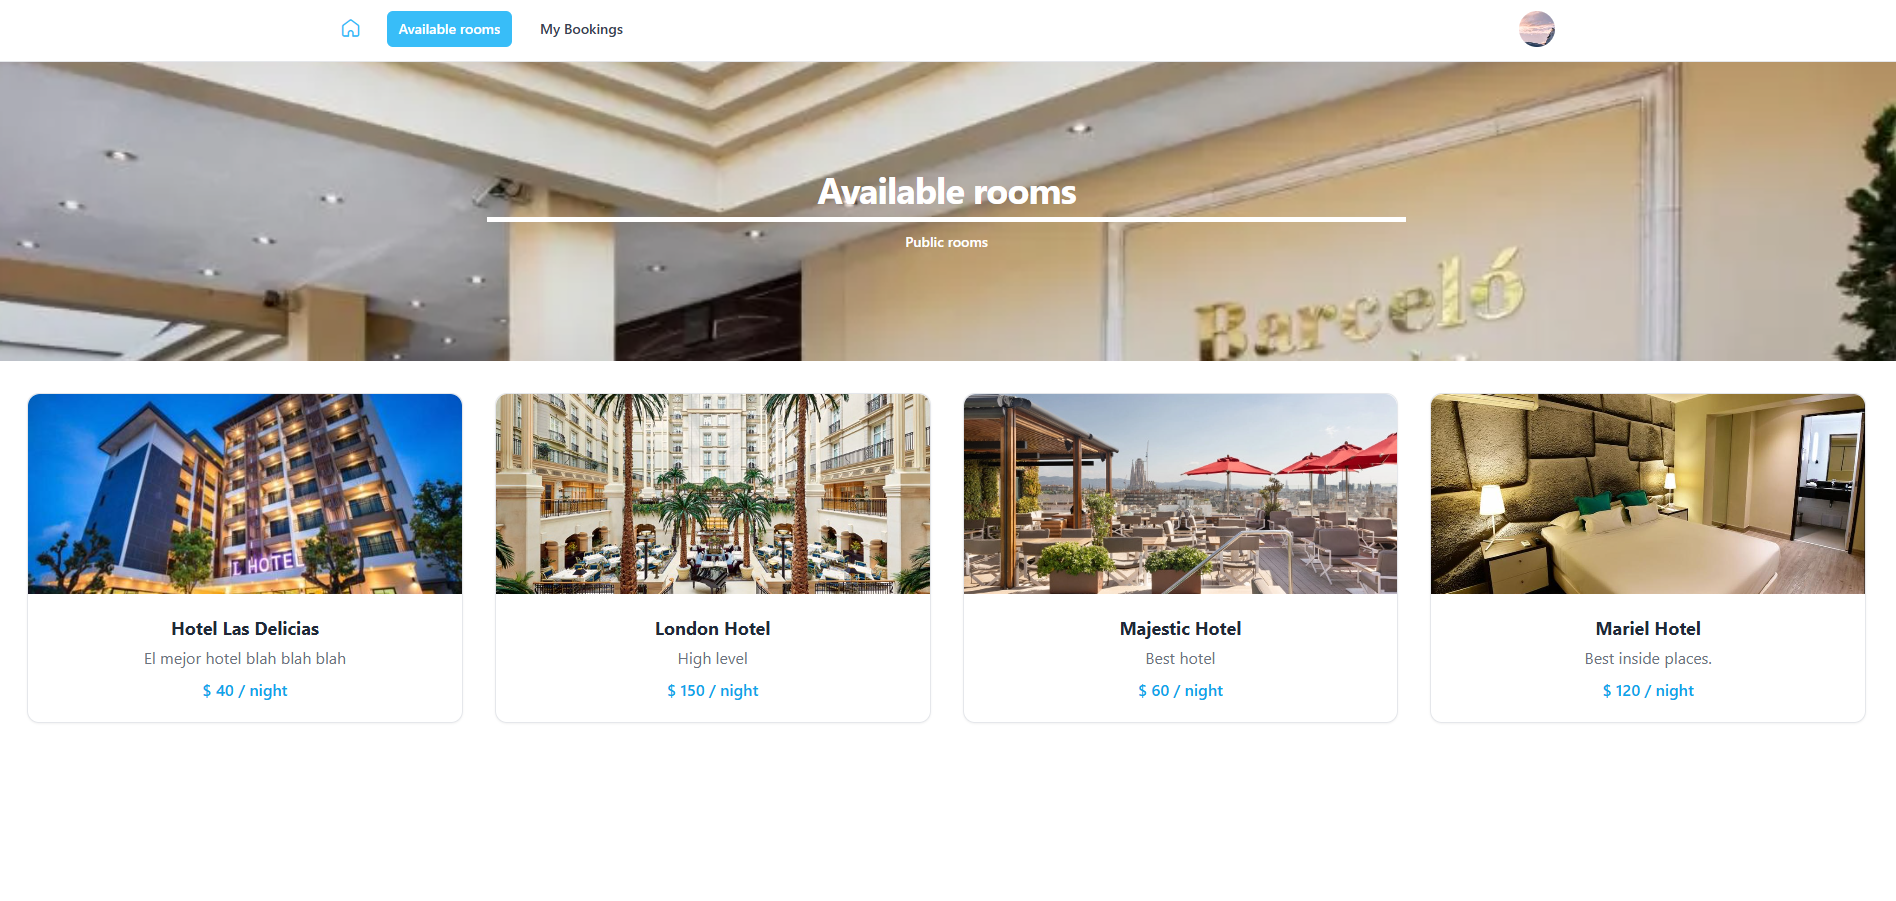 Available rooms
My Bookings
Available rooms
Public rooms
Barceló
HOTEL
Hotel Las Delicias
El mejor hotel blah blah blah
$ 40 / night
London Hotel
High level
$ 150 / night
Majestic Hotel
Best hotel
$ 60 / night
Mariel Hotel
Best inside places.
$ 120 / night